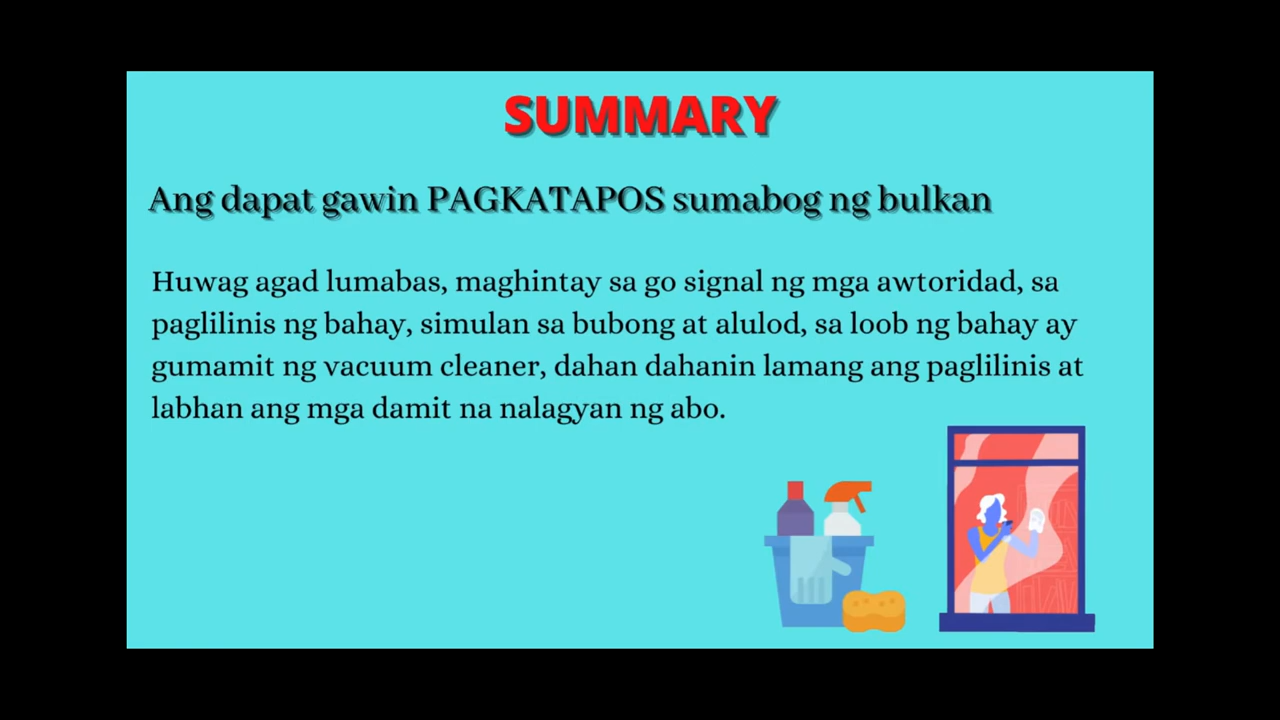 SUMMARY
Ang dapat gawin PAGKATAPOS sumabog ng bulkan
Huwag agad lumabas, maghintay sa go signal ng mga awtoridad, sa
paglilinis ng bahay, simulan sa bubong at alulod, sa loob ng bahay ay
gumamit ng vacuum cleaner, dahan dahanin lamang ang paglilinis at
labhan ang mga damit na nalagyan ng abo.